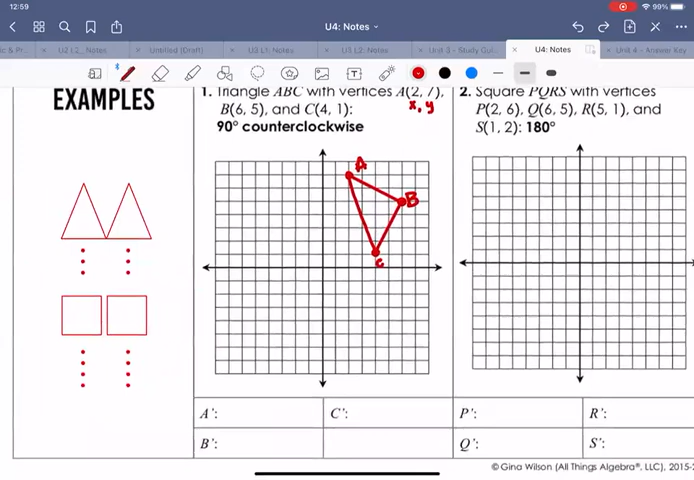 12:59
99%
U4: Notes
U2 L2_ Notes
Untitled (Draft)
U3 L1: Notes
U3 L2: Notes
Unit 3 - Study Gui...
U4: Notes
Unit 4 - Answer Key
EXAMPLES
1. Triangle ABC with vertices A(2, 7),
B(6, 5), and C(4, 1):
x, y
90° counterclockwise
A
B
C
A':
C':
B':
2. Square PQRS with vertices
P(2, 6), Q(6, 5), R(5, 1), and
S(1, 2): 180°
P':
R':
Q':
S':
© Gina Wilson (All Things Algebra®, LLC), 2015-